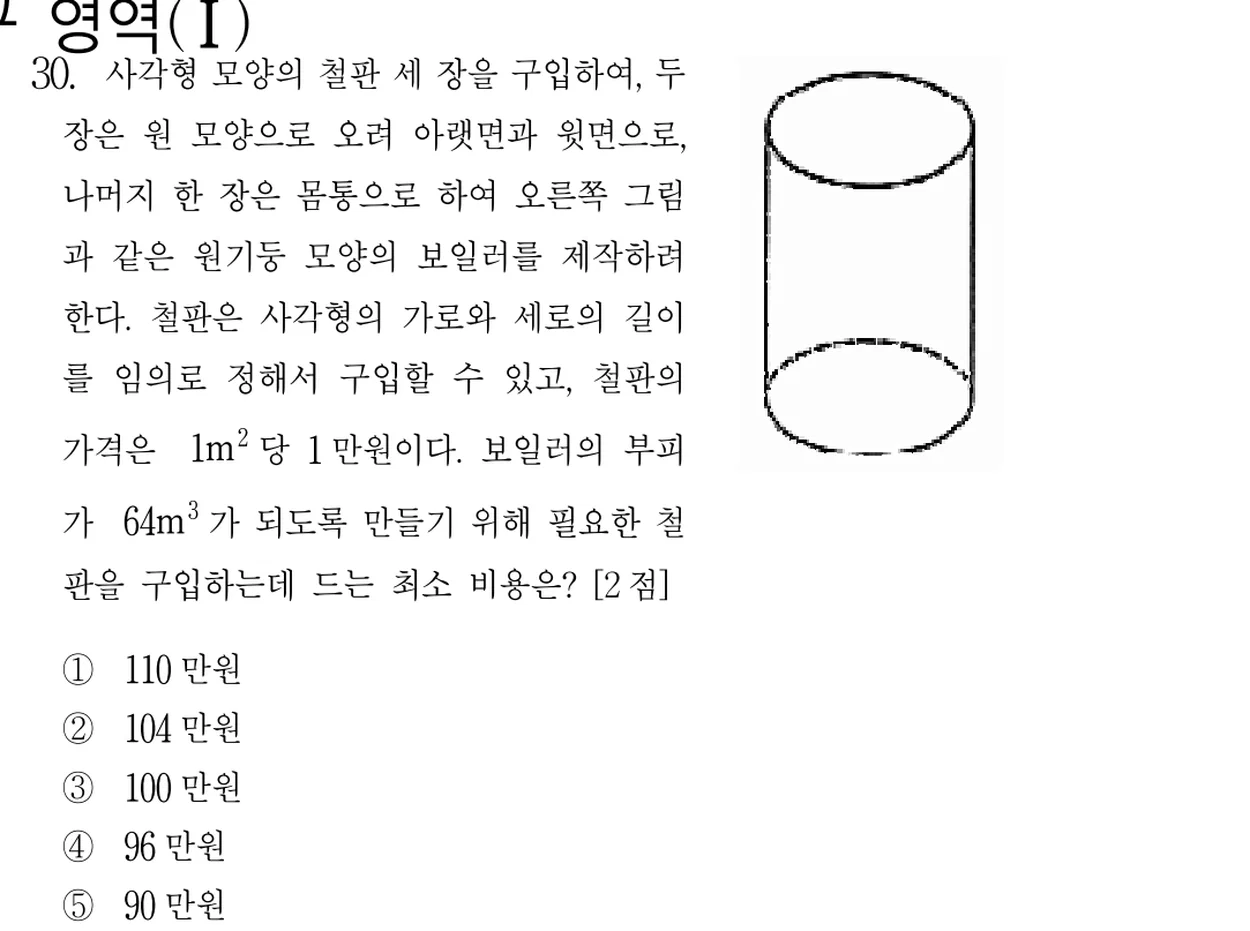 영역(Ⅰ)
30. 사각형 모양의 철판 세 장을 구입하여, 두
장은 원 모양으로 오려 아랫면과 윗면으로,
나머지 한 장은 몸통으로 하여 오른쪽 그림
과 같은 원기둥 모양의 보일러를 제작하려
한다. 철판은 사각형의 가로와 세로의 길이
를 임의로 정해서 구입할 수 있고, 철판의
가격은 1m² 당 1 만원이다. 보일러의 부피
가 64m³ 가 되도록 만들기 위해 필요한 철
판을 구입하는데 드는 최소 비용은? [2 점]
① 110 만원
② 104 만원
③ 100 만원
④ 96 만원
⑤ 90 만원